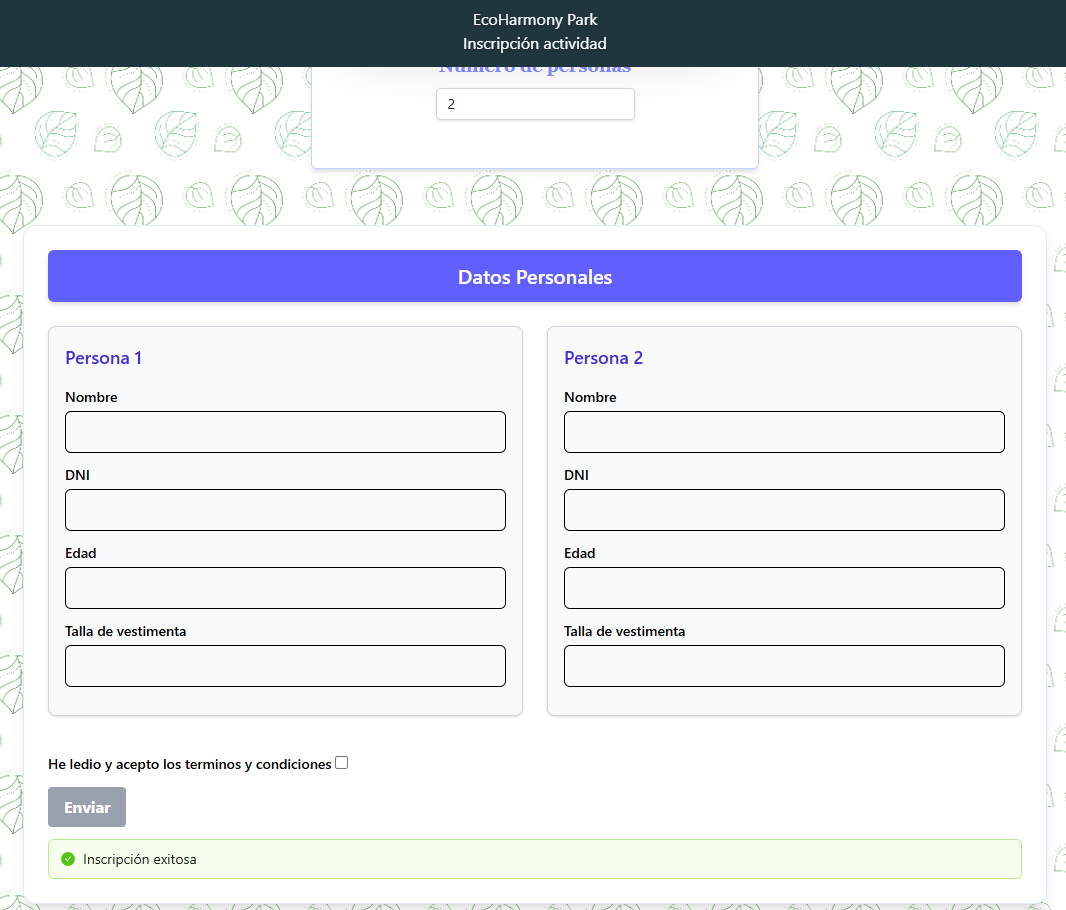 EcoHarmony Park
Inscripción actividad
Numero de personas
2
Datos Personales
Persona 1
Nombre
DNI
Edad
Talla de vestimenta
Persona 2
Nombre
DNI
Edad
Talla de vestimenta
He ledio y acepto los terminos y condiciones
Enviar
Inscripción exitosa